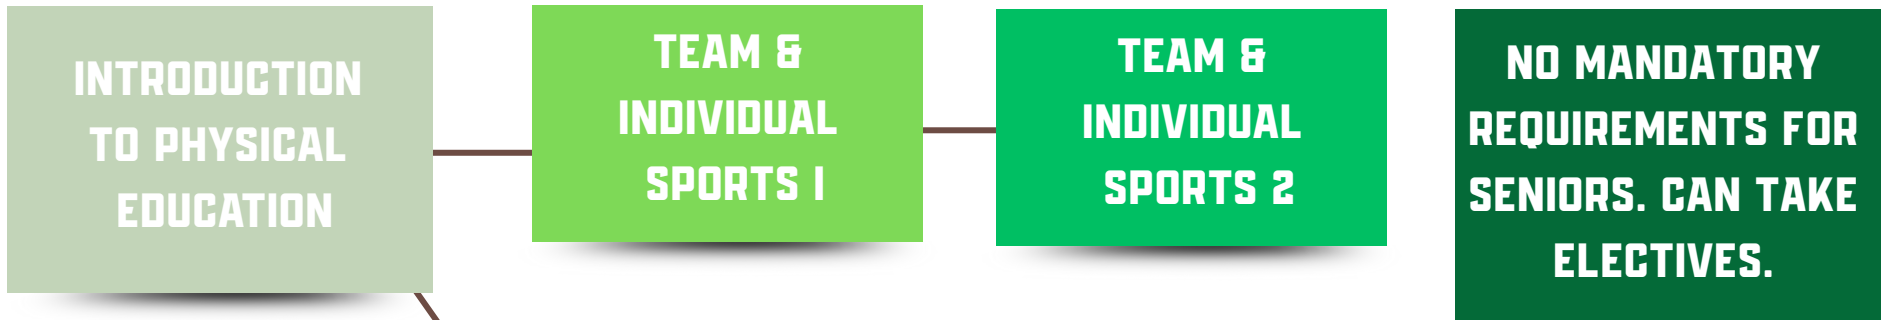 INTRODUCTION
TO PHYSICAL
EDUCATION
TEAM &
INDIVIDUAL
SPORTS 1
TEAM &
INDIVIDUAL
SPORTS 2
NO MANDATORY
REQUIREMENTS FOR
SENIORS. CAN TAKE
ELECTIVES.